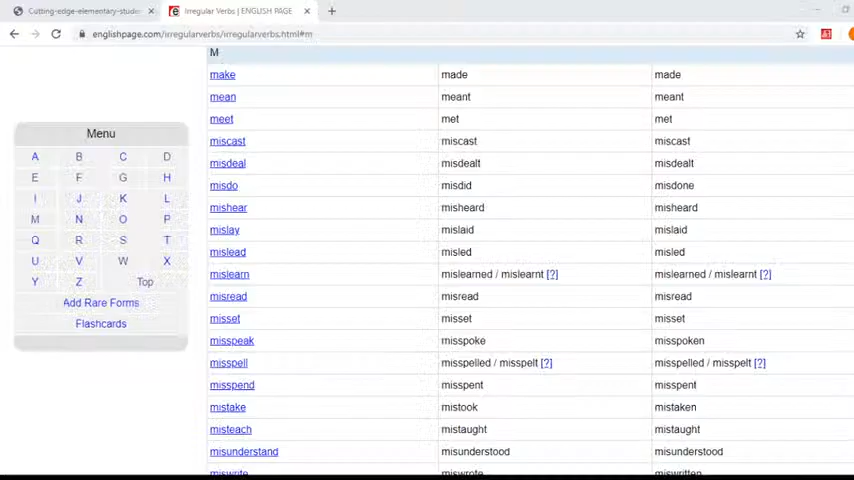 Cutting-edge-elementary-studen
Irregular Verbs | ENGLISH PAGE
englishpage.com/irregularverbs/irregularverbs.html#m
M
make made made
mean meant meant
meet met met
miscast miscast miscast
misdeal misdealt misdealt
misdo misdid misdone
mishear misheard misheard
mislay mislaid mislaid
mislead misled misled
mislearn mislearned / mislearnt [?] mislearned / mislearnt [?]
misread misread misread
misset misset misset
misspeak misspoke misspoken
misspell misspelled / misspelt [?] misspelled / misspelt [?]
misspend misspent misspent
mistake mistook mistaken
misteach mistaught mistaught
misunderstand misunderstood misunderstood
miswrite miswrote miswritten
Menu
A B C D
E F G H
I J K L
M N O P
Q R S T
U V W X
Y Z Top
Add Rare Forms
Flashcards